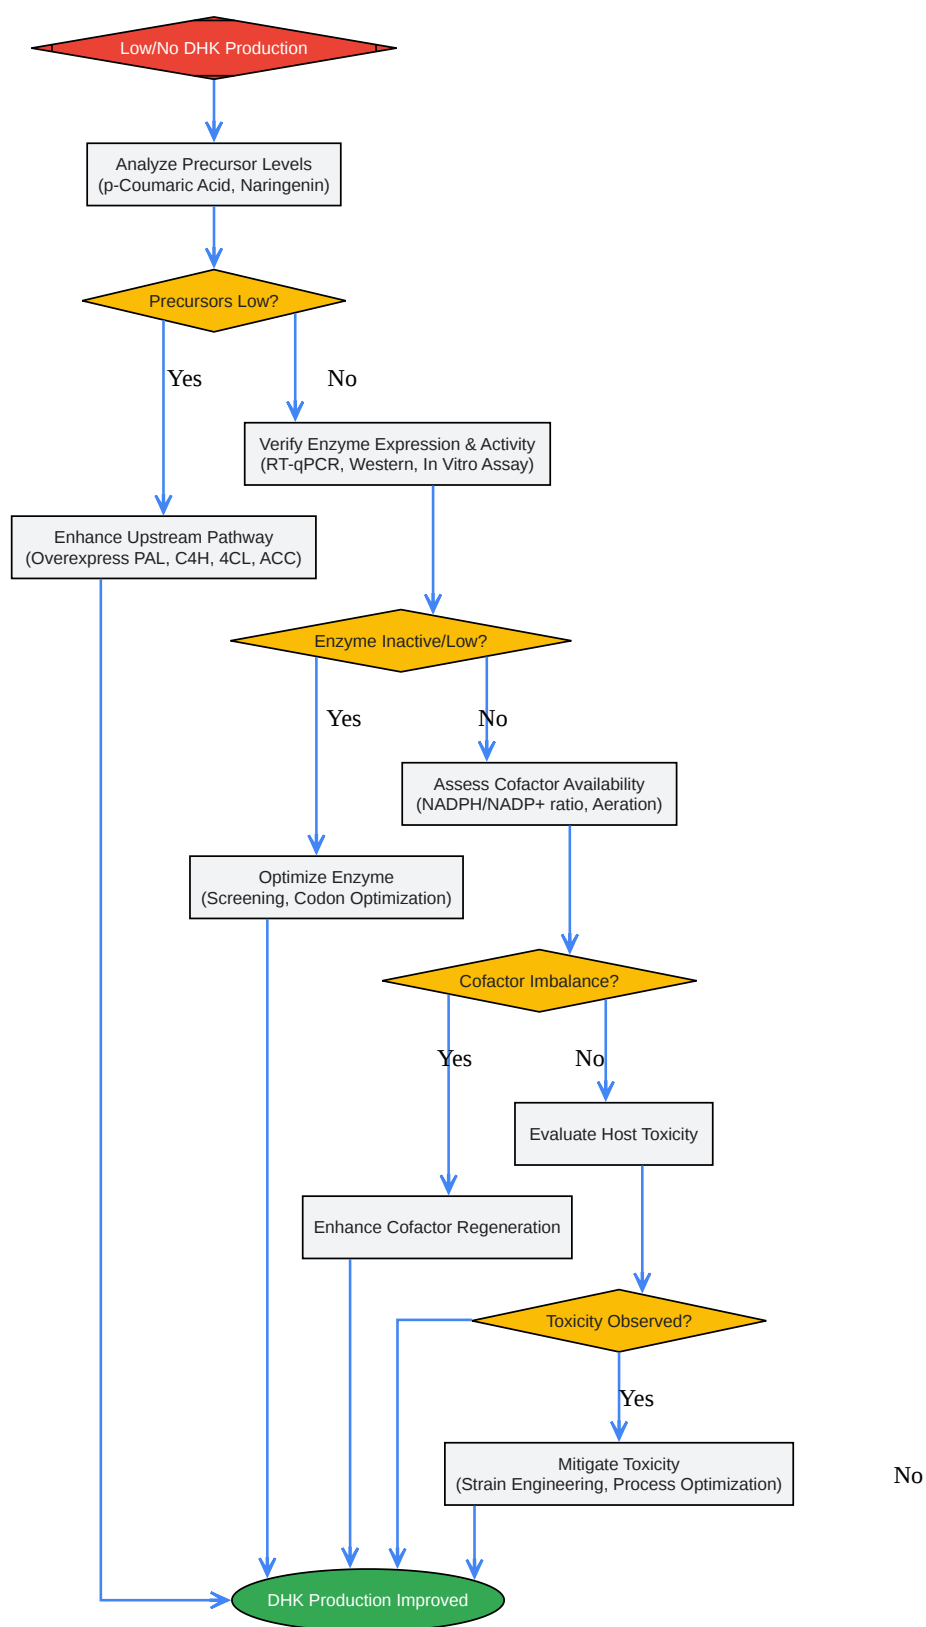 Low/No DHK Production
Analyze Precursor Levels
(p-Coumaric Acid, Naringenin)
Precursors Low?
Yes
No
Verify Enzyme Expression & Activity
(RT-qPCR, Western, In Vitro Assay)
Enhance Upstream Pathway
(Overexpress PAL, C4H, 4CL, ACC)
Enzyme Inactive/Low?
Yes
No
Assess Cofactor Availability
(NADPH/NADP+ ratio, Aeration)
Optimize Enzyme
(Screening, Codon Optimization)
Cofactor Imbalance?
Yes
No
Evaluate Host Toxicity
Enhance Cofactor Regeneration
Toxicity Observed?
Yes
Mitigate Toxicity
(Strain Engineering, Process Optimization)
No
DHK Production Improved